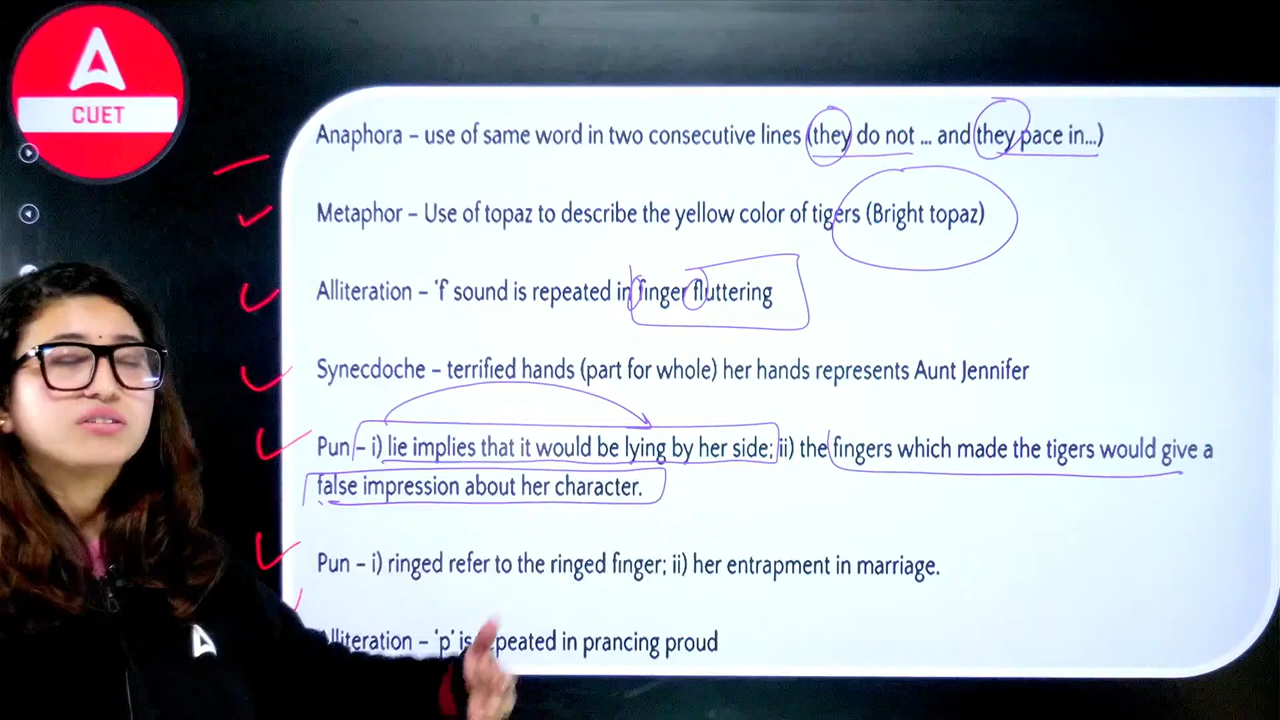 CUET
Anaphora – use of same word in two consecutive lines (they do not ... and they pace in...)
Metaphor – Use of topaz to describe the yellow color of tigers (Bright topaz)
Alliteration – 'f' sound is repeated in finger fluttering
Synecdoche – terrified hands (part for whole) her hands represents Aunt Jennifer
Pun – i) lie implies that it would be lying by her side; ii) the fingers which made the tigers would give a
false impression about her character.
Pun – i) ringed refer to the ringed finger; ii) her entrapment in marriage.
Alliteration – 'p' is repeated in prancing proud